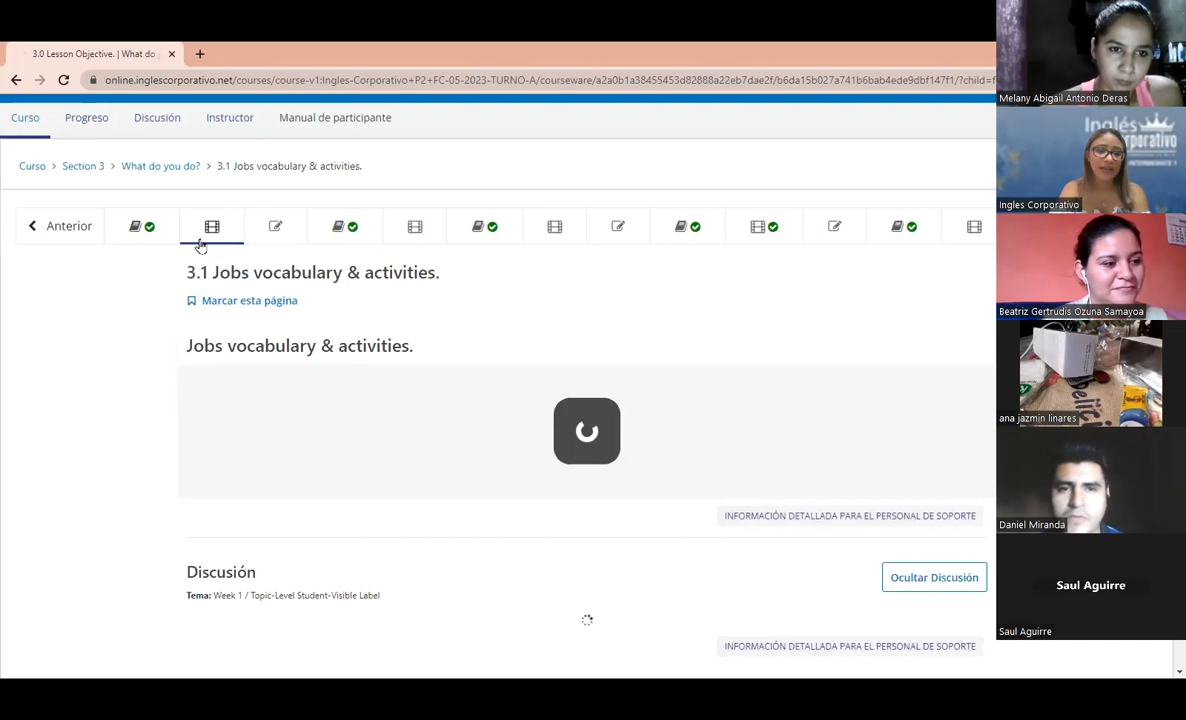 3.0 Lesson Objective. | What do
online.inglescorporativo.net/courses/course-v1:Ingles-Corporativo+P2+FC-05-2023-TURNO-A/courseware/a2a0b1a38455453d82888a22eb7dae2f/b6da15b027a741b6bab4ede9dbf147f1/?child=f
Curso
Progreso
Discusión
Instructor
Manual de participante
Curso > Section 3 > What do you do? > 3.1 Jobs vocabulary & activities.
Anterior
3.1 Jobs vocabulary & activities.
Marcar esta página
Jobs vocabulary & activities.
INFORMACIÓN DETALLADA PARA EL PERSONAL DE SOPORTE
Discusión
Ocultar Discusión
Tema: Week 1 / Topic-Level Student-Visible Label
INFORMACIÓN DETALLADA PARA EL PERSONAL DE SOPORTE
Melany Abigail Antonio Deras
Inglés
Corporativo
Ingles Corporativo
Beatriz Gertrudis Ozuna Samayoa
ana jazmin linares
Daniel Miranda
Saul Aguirre
Saul Aguirre